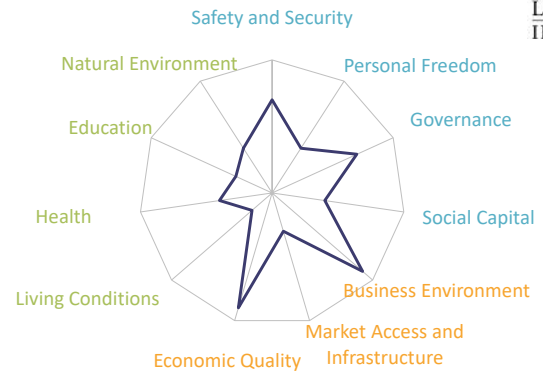 Safety and Security
Natural Environment
Personal Freedom
Education
Governance
Health
Social Capital
Living Conditions
Business Environment
Economic Quality
Market Access and
Infrastructure